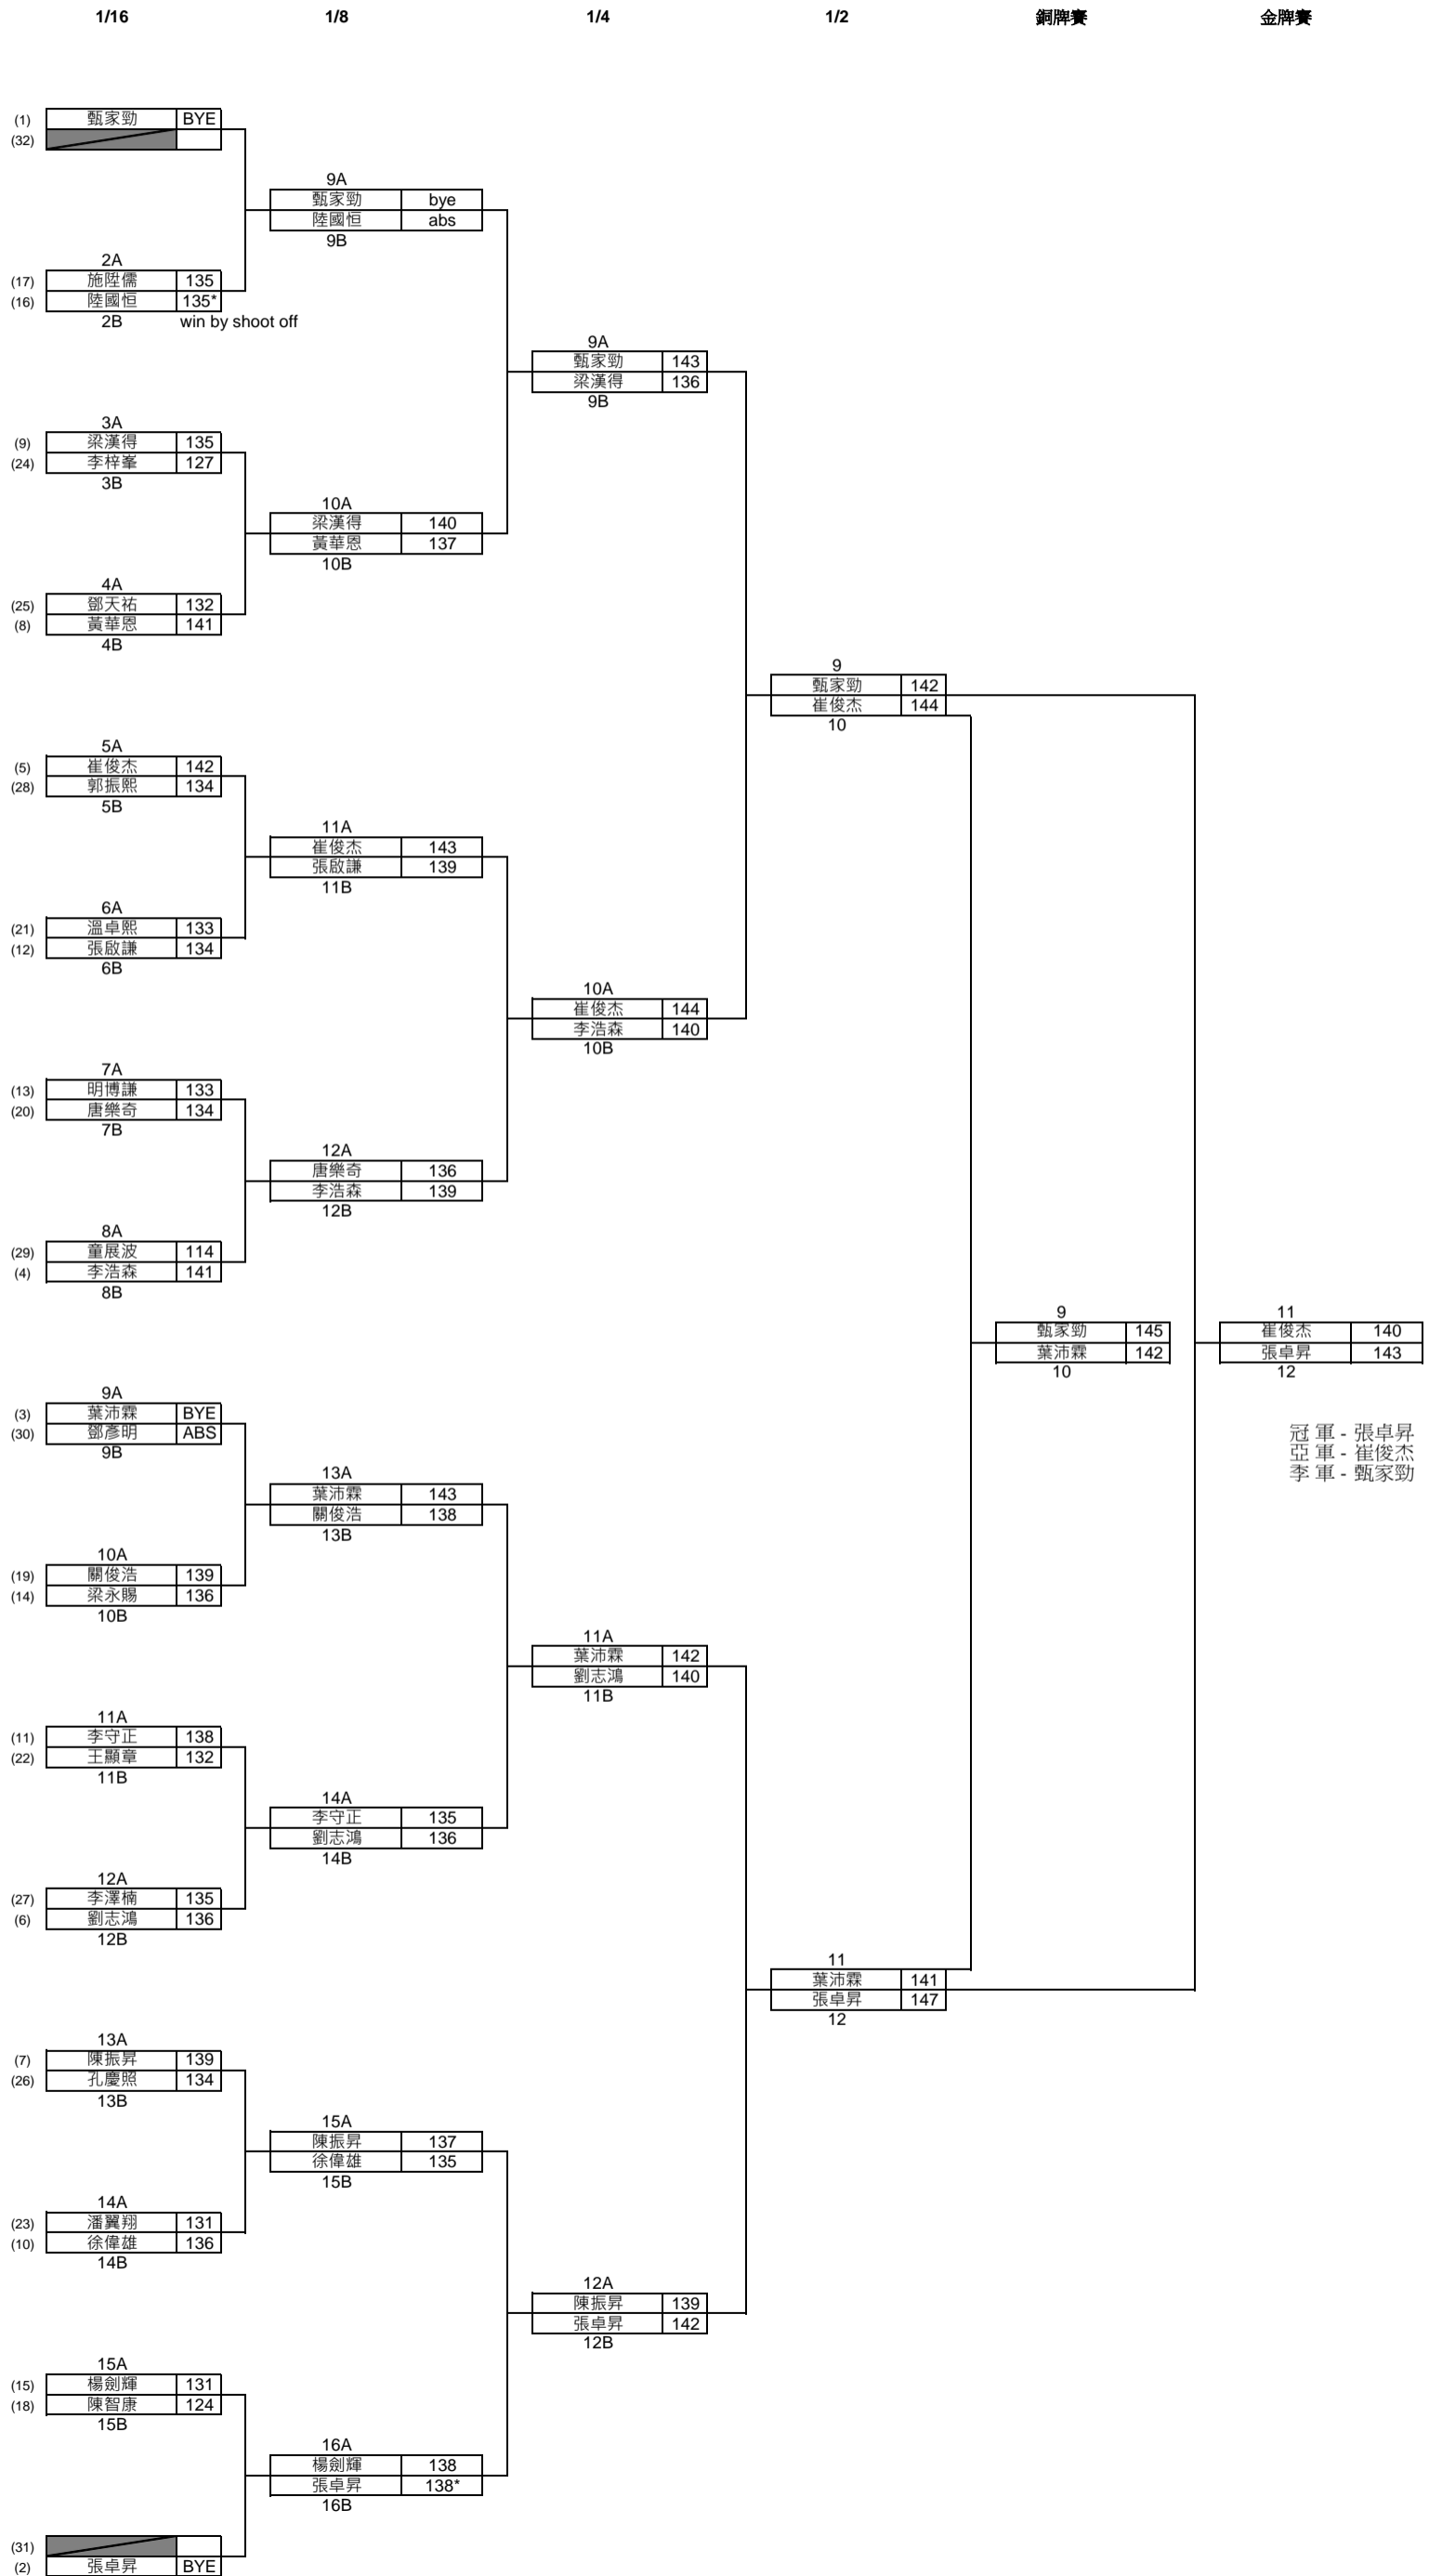 1/16 1/8 1/4 1/2 銅牌賽 金牌賽
(1) 甄家勁 BYE
(32)
9A
甄家勁 bye
陸國恒 abs
9B
2A
(17) 施陞儒 135
(16) 陸國恒 135*
2B win by shoot off
9A
甄家勁 143
梁漢得 136
9B
3A
(9) 梁漢得 135
(24) 李梓峯 127
3B
10A
梁漢得 140
黃華恩 137
10B
4A
(25) 鄧天祐 132
(8) 黃華恩 141
4B
9
甄家勁 142
崔俊杰 144
10
5A
(5) 崔俊杰 142
(28) 郭振熙 134
5B
11A
崔俊杰 143
張啟謙 139
11B
6A
(21) 溫卓熙 133
(12) 張啟謙 134
6B
10A
崔俊杰 144
李浩森 140
10B
7A
(13) 明博謙 133
(20) 唐樂奇 134
7B
12A
唐樂奇 136
李浩森 139
12B
8A
(29) 童展波 114
(4) 李浩森 141
8B
9 11
甄家勁 145 崔俊杰 140
葉沛霖 142 張卓昇 143
10 12
9A
(3) 葉沛霖 BYE
(30) 鄧彥明 ABS
9B
冠 軍 - 張卓昇
亞 軍 - 崔俊杰
季 軍 - 甄家勁
13A
葉沛霖 143
關俊浩 138
13B
10A
(19) 關俊浩 139
(14) 梁永賜 136
10B
11A
葉沛霖 142
劉志鴻 140
11B
11A
(11) 李守正 138
(22) 王顯章 132
11B
14A
李守正 135
劉志鴻 136
14B
12A
(27) 李澤楠 135
(6) 劉志鴻 136
12B
11
葉沛霖 141
張卓昇 147
12
13A
(7) 陳振昇 139
(26) 孔慶照 134
13B
15A
陳振昇 137
徐偉雄 135
15B
14A
(23) 潘翼翔 131
(10) 徐偉雄 136
14B
12A
陳振昇 139
張卓昇 142
12B
15A
(15) 楊劍輝 131
(18) 陳智康 124
15B
16A
楊劍輝 138
張卓昇 138*
16B
(31)
(2) 張卓昇 BYE